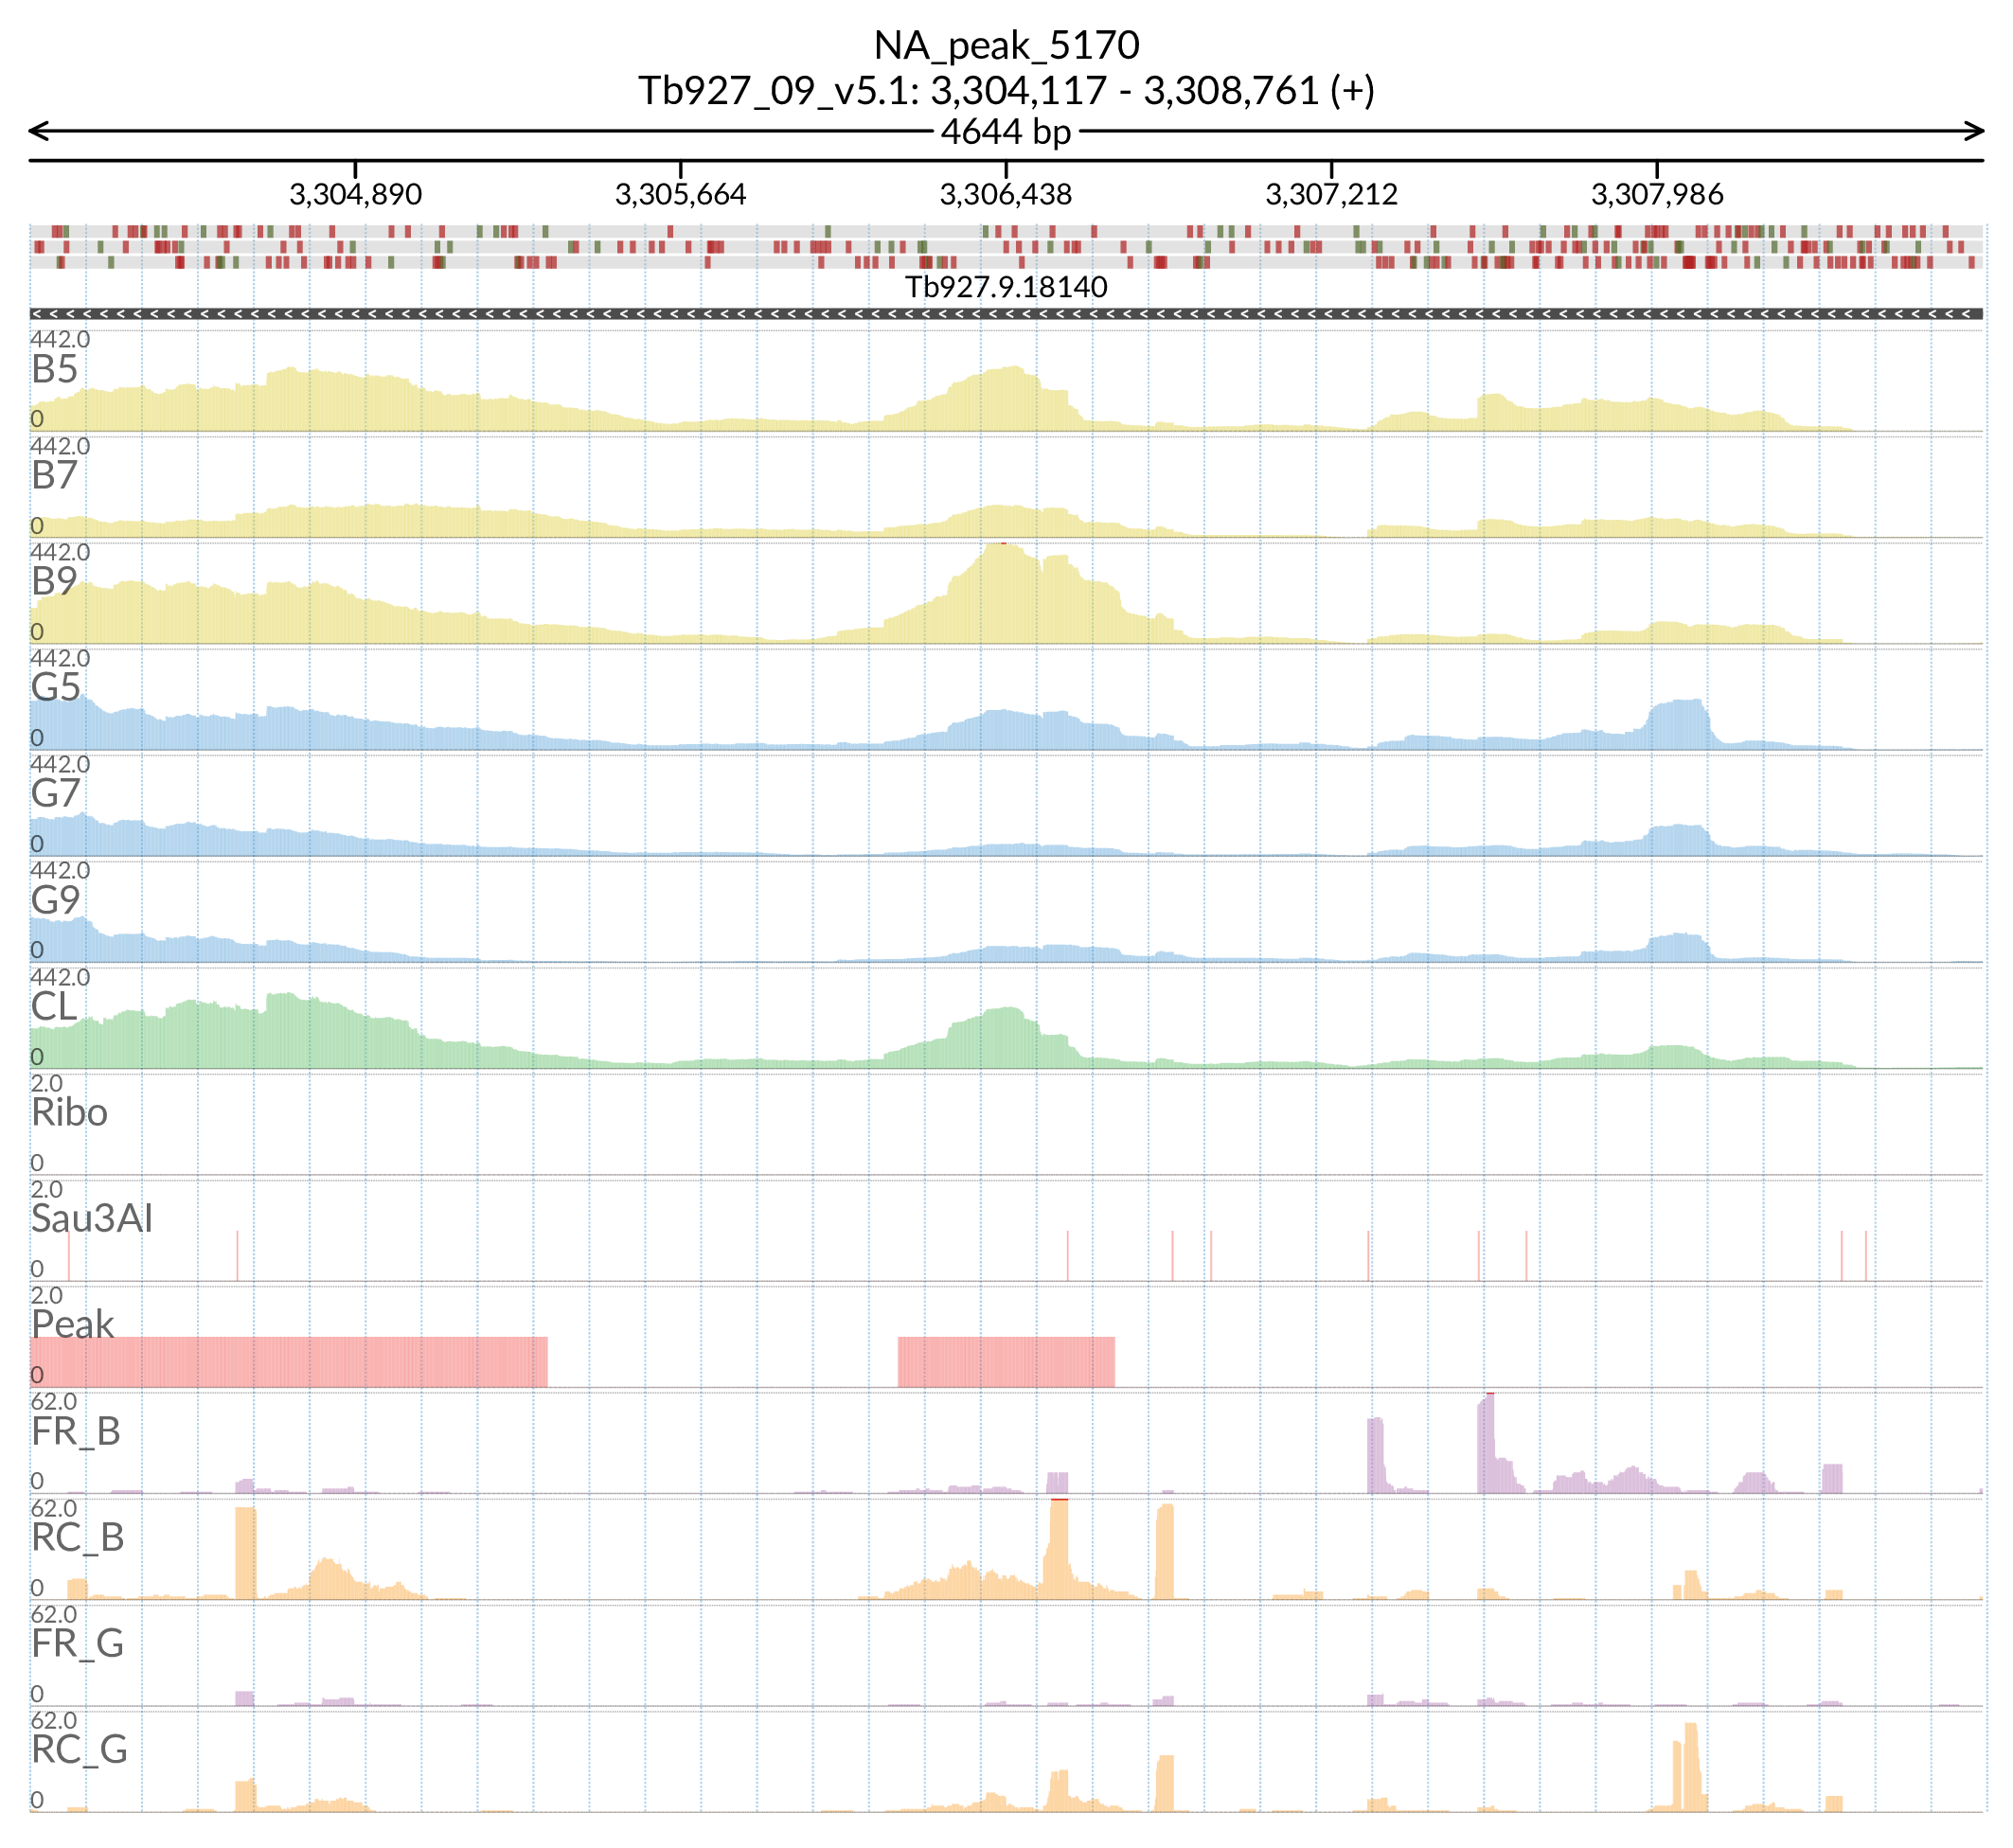 NA_peak_5170
Tb927_09_v5.1: 3,304,117 - 3,308,761 (+)
4644 bp
3,304,890 3,305,664 3,306,438 3,307,212 3,307,986
Tb927.9.18140
442.0
B5
0
442.0
B7
0
442.0
B9
0
442.0
G5
0
442.0
G7
0
442.0
G9
0
442.0
CL
0
2.0
Ribo
0
2.0
Sau3AI
0
2.0
Peak
0
62.0
FR_B
0
62.0
RC_B
0
62.0
FR_G
0
62.0
RC_G
0